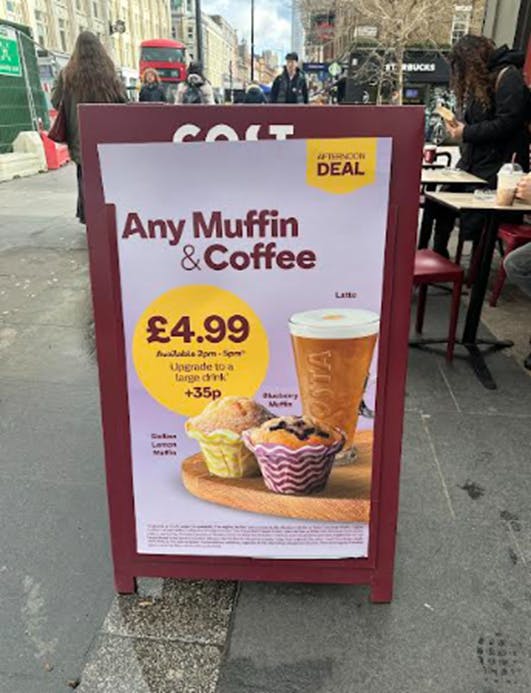 STARBUCKS
COST
AFTERNOON
DEAL
Any Muffin
& Coffee
Latte
£4.99
Available 2pm - 5pm*
Upgrade to a
large drink†
+35p
COSTA
Blueberry
Muffin
Sicilian
Lemon
Muffin